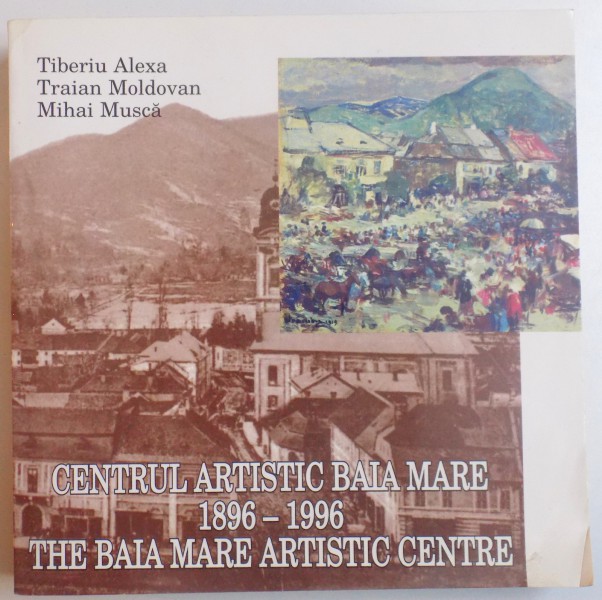 Tiberiu Alexa
Traian Moldovan
Mihai Muscă
CENTRUL ARTISTIC BAIA MARE
1896 – 1996
THE BAIA MARE ARTISTIC CENTRE